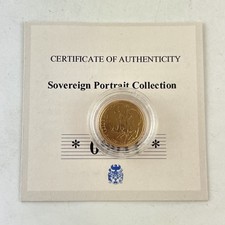 CERTIFICATE OF AUTHENTICITY
Sovereign Portrait Collection